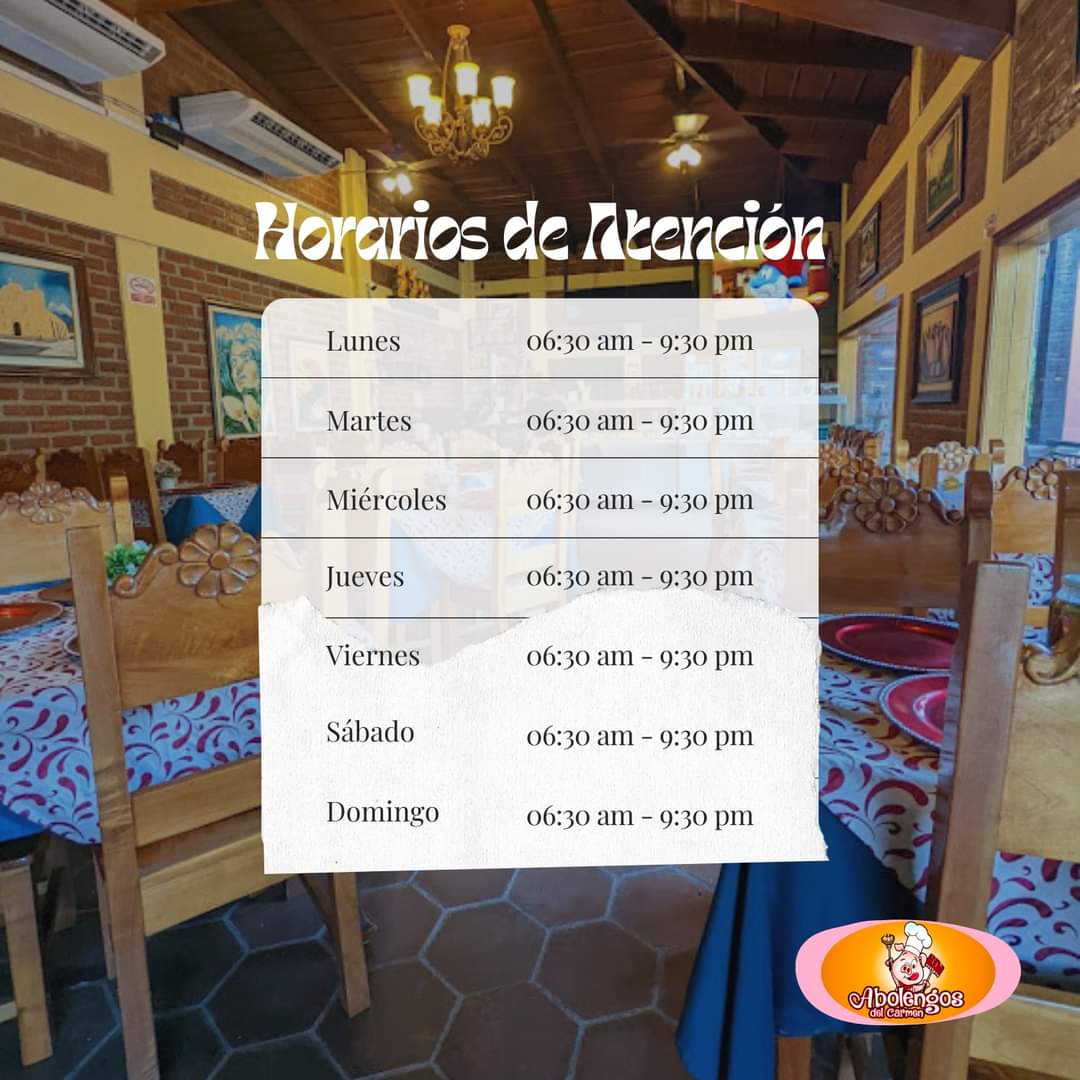 Horarios de Atención
Lunes 06:30 am - 9:30 pm
Martes 06:30 am - 9:30 pm
Miércoles 06:30 am - 9:30 pm
Jueves 06:30 am - 9:30 pm
Viernes 06:30 am - 9:30 pm
Sábado 06:30 am - 9:30 pm
Domingo 06:30 am - 9:30 pm
Abolengos
del Carmen